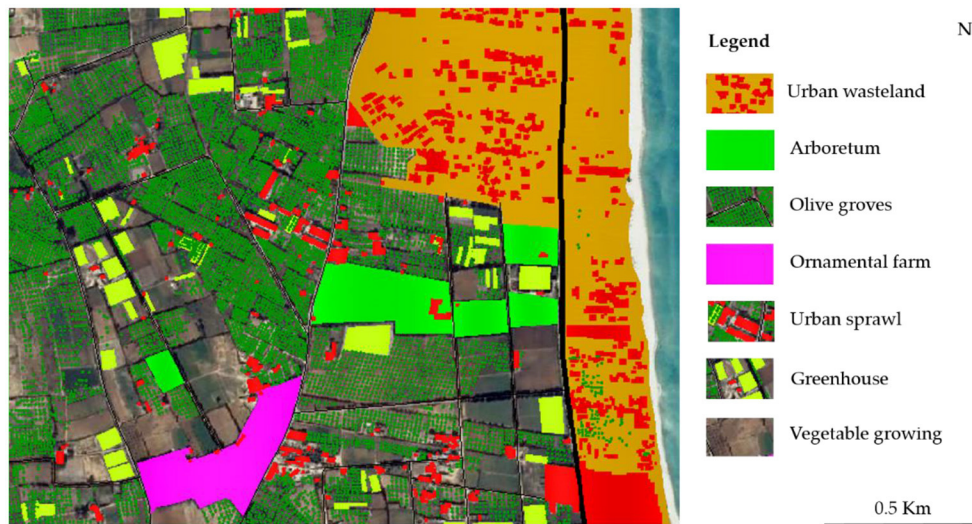 N
Legend
Urban wasteland
Arboretum
Olive groves
Ornamental farm
Urban sprawl
Greenhouse
Vegetable growing
0.5 Km